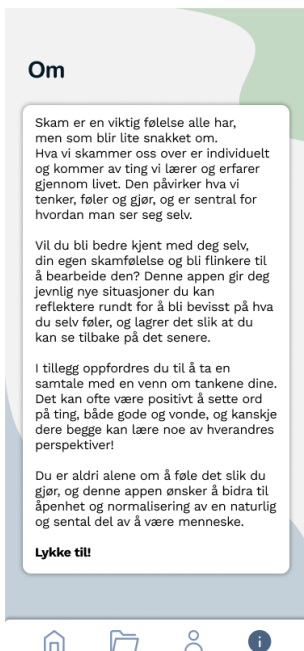 Om
Skam er en viktig følelse alle har,
men som blir lite snakket om.
Hva vi skammer oss over er individuelt
og kommer av ting vi lærer og erfarer
gjennom livet. Den påvirker hva vi
tenker, føler og gjør, og er sentral for
hvordan man ser seg selv.
Vil du bli bedre kjent med deg selv,
din egen skamfølelse og bli flinkere til
å bearbeide den? Denne appen gir deg
jevnlig nye situasjoner du kan
reflektere rundt for å bli bevisst på hva
du selv føler, og lagrer det slik at du
kan se tilbake på det senere.
I tillegg oppfordres du til å ta en
samtale med en venn om tankene dine.
Det kan ofte være positivt å sette ord
på ting, både gode og vonde, og kanskje
dere begge kan lære noe av hverandres
perspektiver!
Du er aldri alene om å føle det slik du
gjør, og denne appen ønsker å bidra til
åpenhet og normalisering av en naturlig
og sental del av å være menneske.
Lykke til!